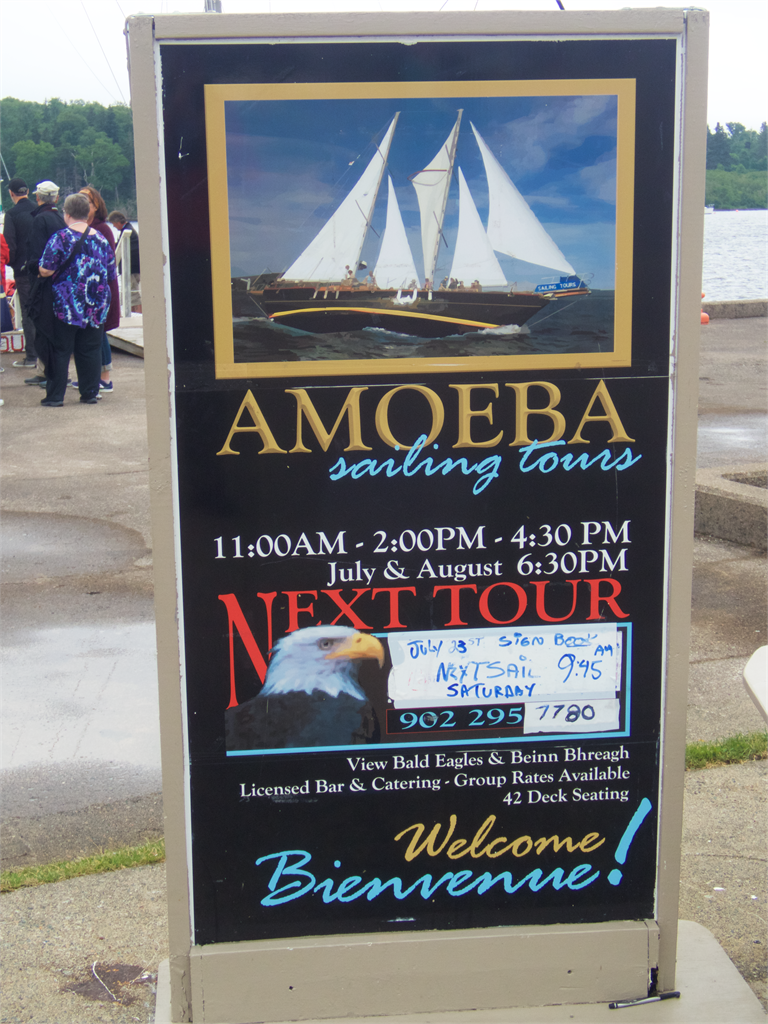 SAILING TOURS
AMOEBA
sailing tours
11:00AM - 2:00PM - 4:30 PM
July & August 6:30PM
NEXT TOUR
JULY 23ST SIGN BOOK
NEXT SAIL 9:45 AM
SATURDAY
902 295 7780
View Bald Eagles & Beinn Bhreagh
Licensed Bar & Catering - Group Rates Available
42 Deck Seating
Welcome
Bienvenue!